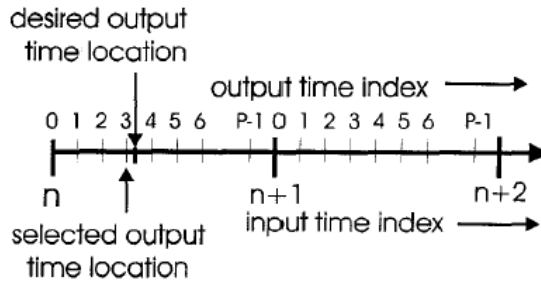 desired output
time location
output time index
0 1 2 3 4 5 6 P-1 0 1 2 3 4 5 6 P-1
n n+1 n+2
input time index
selected output
time location